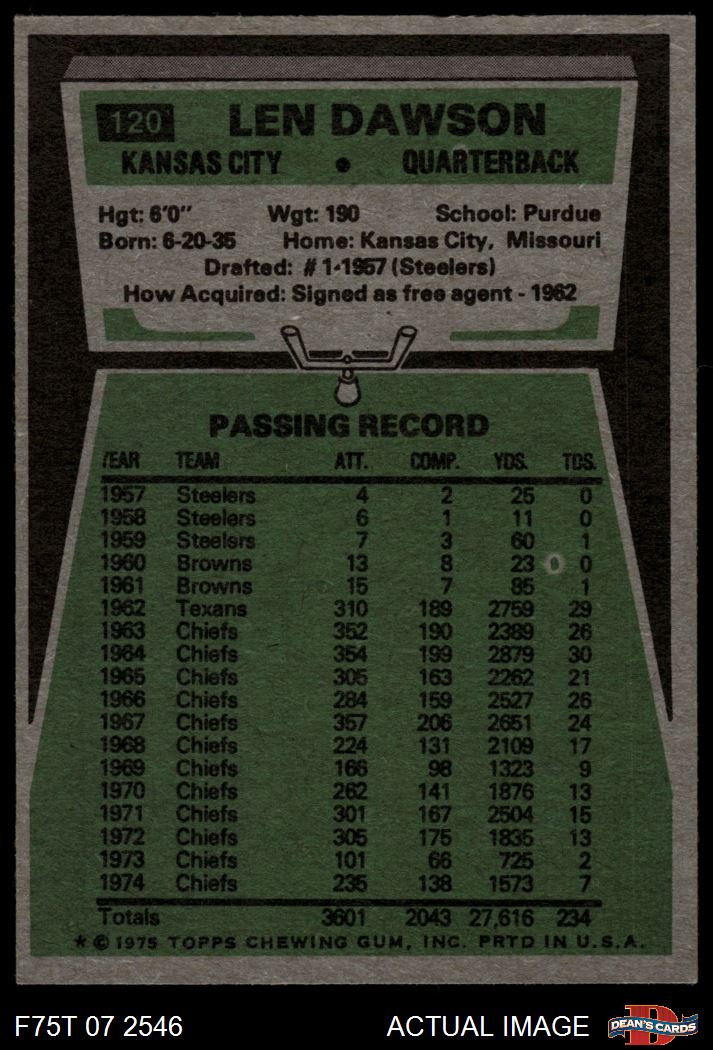 120 LEN DAWSON
KANSAS CITY • QUARTERBACK
Hgt: 6'0" Wgt: 190 School: Purdue
Born: 6-20-35 Home: Kansas City, Missouri
Drafted: #1-1957 (Steelers)
How Acquired: Signed as free agent - 1962
PASSING RECORD
YEAR TEAM ATT. COMP. YDS. TDS.
1957 Steelers 4 2 25 0
1958 Steelers 6 1 11 0
1959 Steelers 7 3 60 1
1960 Browns 13 8 23 0
1961 Browns 15 7 85 1
1962 Texans 310 189 2759 29
1963 Chiefs 352 190 2389 26
1964 Chiefs 354 199 2879 30
1965 Chiefs 305 163 2262 21
1966 Chiefs 284 159 2527 26
1967 Chiefs 357 206 2651 24
1968 Chiefs 224 131 2109 17
1969 Chiefs 166 98 1323 9
1970 Chiefs 262 141 1876 13
1971 Chiefs 301 167 2504 15
1972 Chiefs 305 175 1835 13
1973 Chiefs 101 66 725 2
1974 Chiefs 235 138 1573 7
Totals 3601 2043 27,616 234
* © 1975 TOPPS CHEWING GUM, INC. PRTD IN U.S.A.
F75T 07 2546 ACTUAL IMAGE DEAN'S CARDS